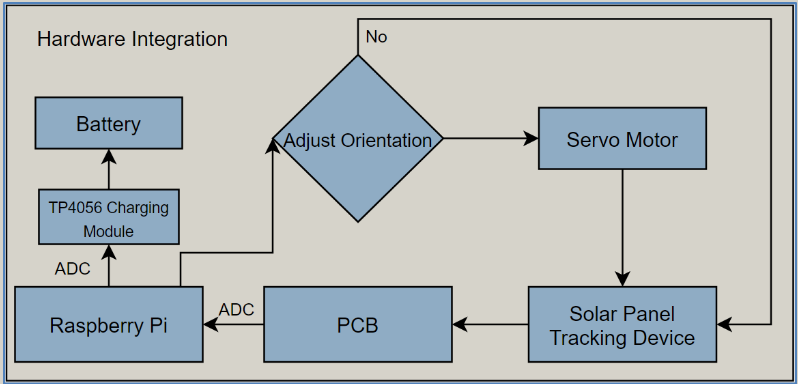 Hardware Integration
No
Battery
Adjust Orientation
Servo Motor
TP4056 Charging
Module
ADC
Raspberry Pi
ADC
PCB
Solar Panel
Tracking Device